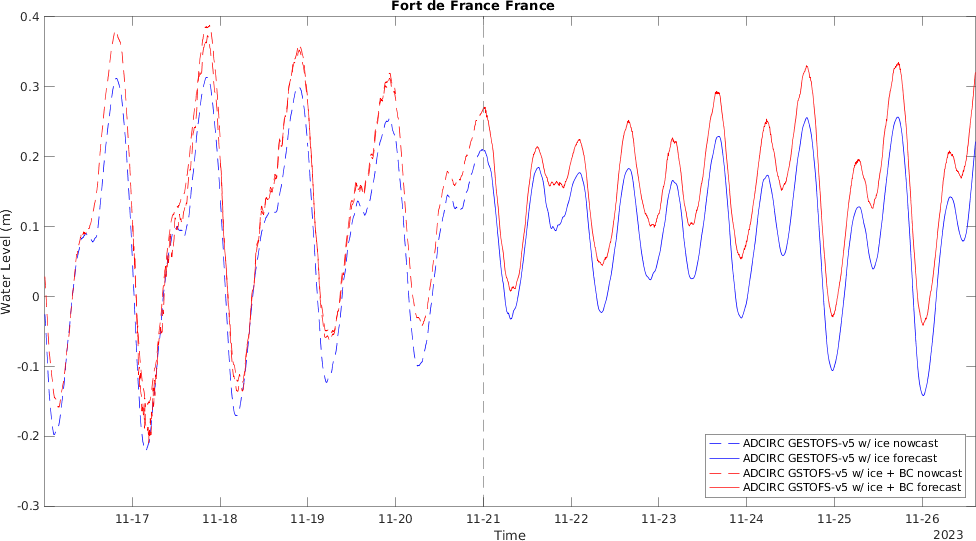 Fort de France France
Water Level (m)
0.4
0.3
0.2
0.1
0
-0.1
-0.2
-0.3
11-17 11-18 11-19 11-20 11-21 11-22 11-23 11-24 11-25 11-26
Time
2023
ADCIRC GESTOFS-v5 w/ ice nowcast
ADCIRC GESTOFS-v5 w/ ice forecast
ADCIRC GSTOFS-v5 w/ ice + BC nowcast
ADCIRC GSTOFS-v5 w/ ice + BC forecast